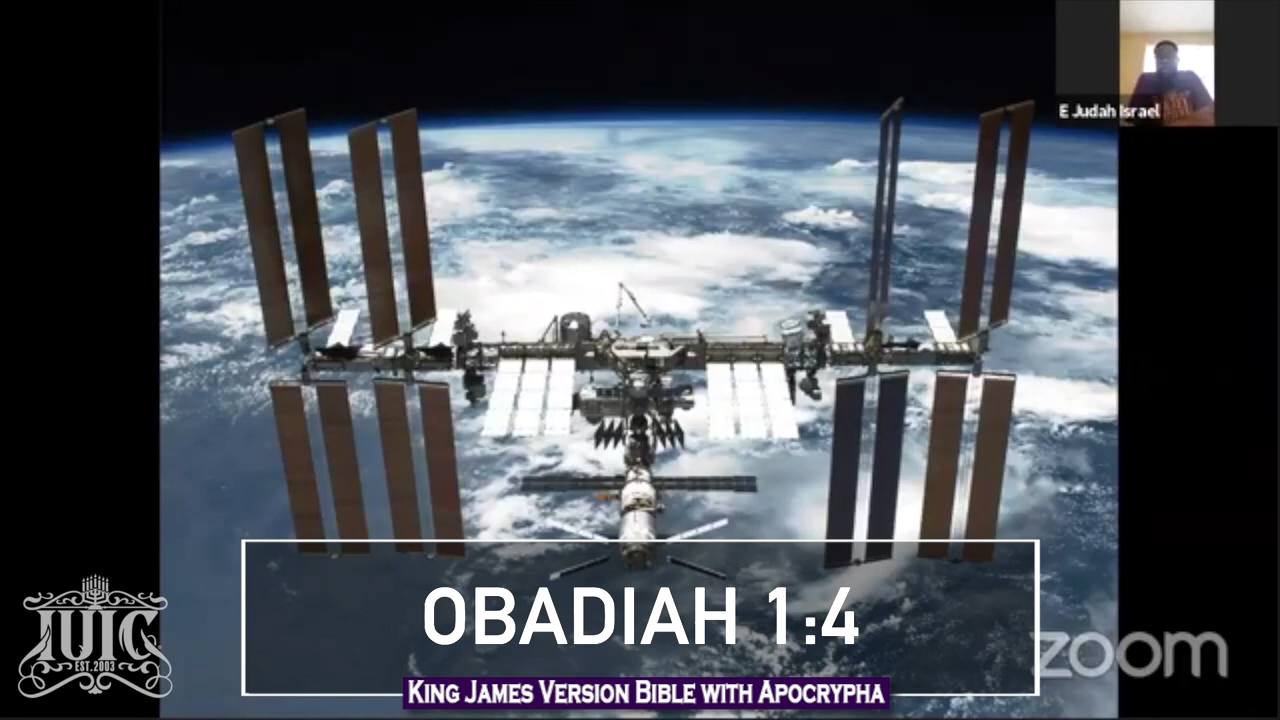 E Judah Israel
OBADIAH 1:4
KING JAMES VERSION BIBLE WITH APOCRYPHA
IUIC
EST. 2003
zoom